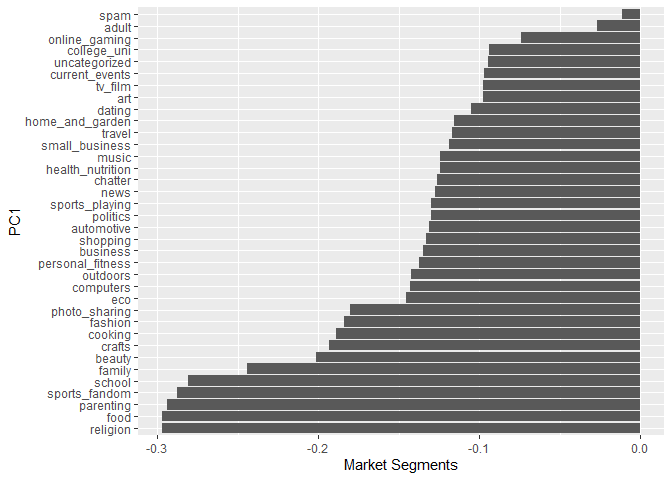 spam
adult
online_gaming
college_uni
uncategorized
current_events
tv_film
art
dating
home_and_garden
travel
small_business
music
health_nutrition
chatter
news
sports_playing
politics
automotive
shopping
business
personal_fitness
outdoors
computers
eco
photo_sharing
fashion
cooking
crafts
beauty
family
school
sports_fandom
parenting
food
religion
PC1
-0.3 -0.2 -0.1 0.0
Market Segments